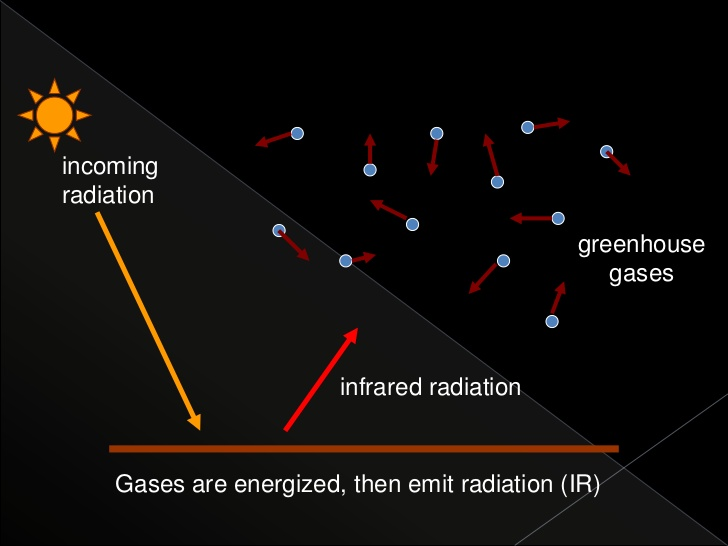 incoming
radiation
greenhouse
gases
infrared radiation
Gases are energized, then emit radiation (IR)